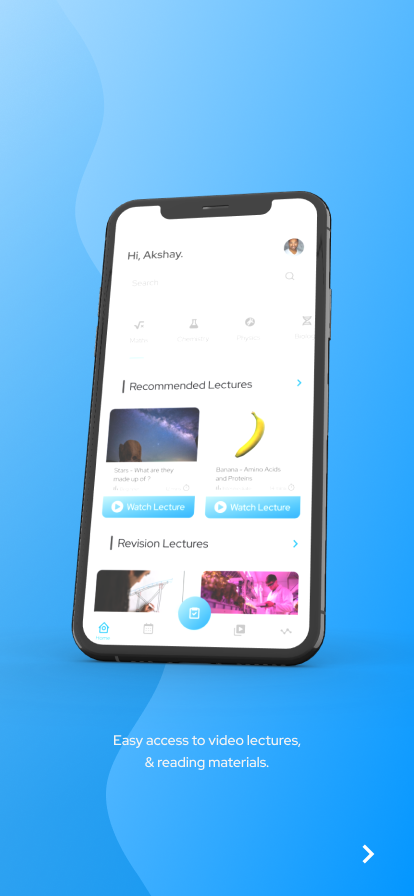 Hi, Akshay.
Search
Maths
Chemistry
Physics
Recommended Lectures
Stars - What are they
made up of ?
Banana - Amino Acids
and Proteins
Watch Lecture
Watch Lecture
Revision Lectures
Home
Easy access to video lectures,
& reading materials.